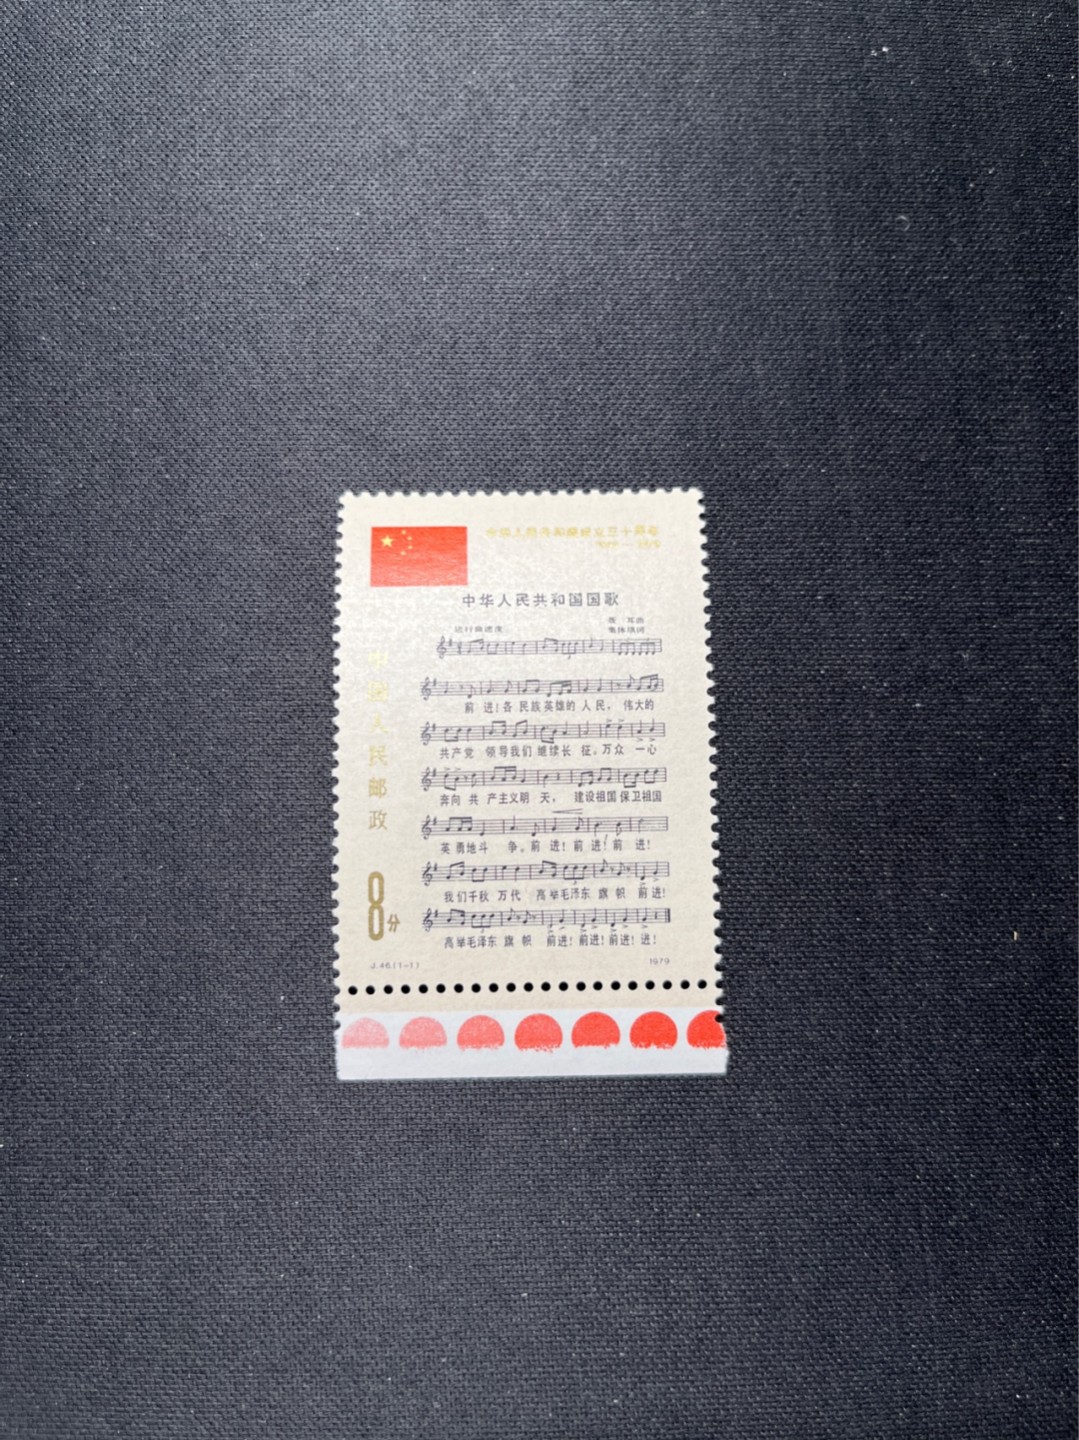 中华人民共和国成立三十周年
1949—1979
中华人民共和国国歌
聂 耳曲
进行曲速度
集体填词
前 进!各 民族英雄的 人 民, 伟大的
共产党 领导我们 继续长 征。万众 一心
奔向 共 产主义明 天, 建设祖国 保卫祖国
英 勇地斗 争。前 进! 前 进! 前 进!
我们千秋 万代 高举毛泽东 旗 帜 前进!
高举毛泽东 旗 帜 前进! 前进! 前进! 进!
中国人民邮政
8分
J.46.(1-1)
1979